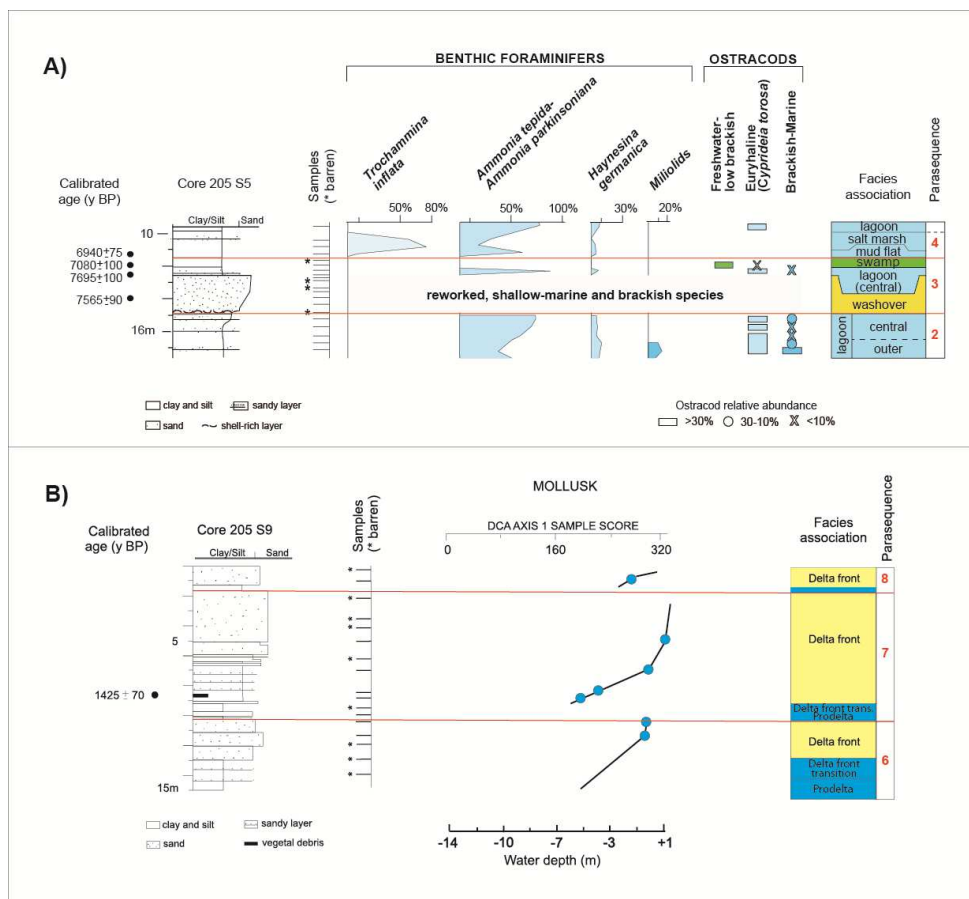 A)
BENTHIC FORAMINIFERS
OSTRACODS
Trochammina
inflata
Ammonia tepida-
Ammonia parkinsoniana
Haynesina
germanica
Miliolids
Freshwater-
low brackish
Euryhaline
(Cyprideia torosa)
Brackish-Marine
Calibrated
age (y BP)
Core 205 S5
Samples
(* barren)
Facies
association
Parasequence
Clay/Silt
Sand
50% 80%
50% 100%
30%
20%
10
6940±75
7080±100
7695±100
7565±90
16m
* * * * *
X X X X X
reworked, shallow-marine and brackish species
lagoon
salt marsh
mud flat
4
swamp
lagoon
(central)
washover
3
lagoon
central
outer
2
clay and silt
sandy layer
sand
shell-rich layer
Ostracod relative abundance
>30%
30-10%
X <10%
B)
MOLLUSK
Calibrated
age (y BP)
Core 205 S9
Samples
(* barren)
DCA AXIS 1 SAMPLE SCORE
0 160 320
Facies
association
Parasequence
Clay/Silt
Sand
* * * * * * * *
5
1425±70
15m
Delta front
8
Delta front
7
Delta front trans.
Prodelta
Delta front
Delta front
transition
Prodelta
6
clay and silt
sandy layer
sand
vegetal debris
-14 -10 -7 -3 +1
Water depth (m)